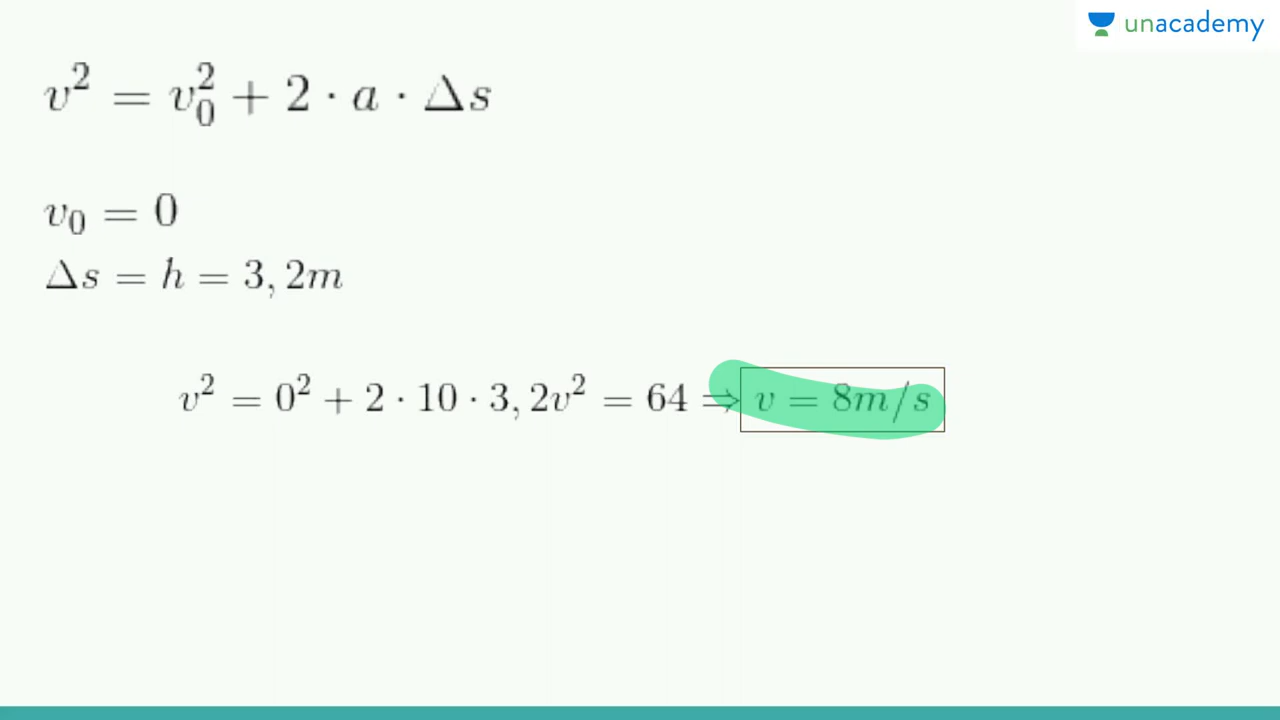 unacademy
v² = v₀² + 2 · a · Δs
v₀ = 0
Δs = h = 3, 2m
v² = 0² + 2 · 10 · 3, 2v² = 64 ⇒ v = 8m/s